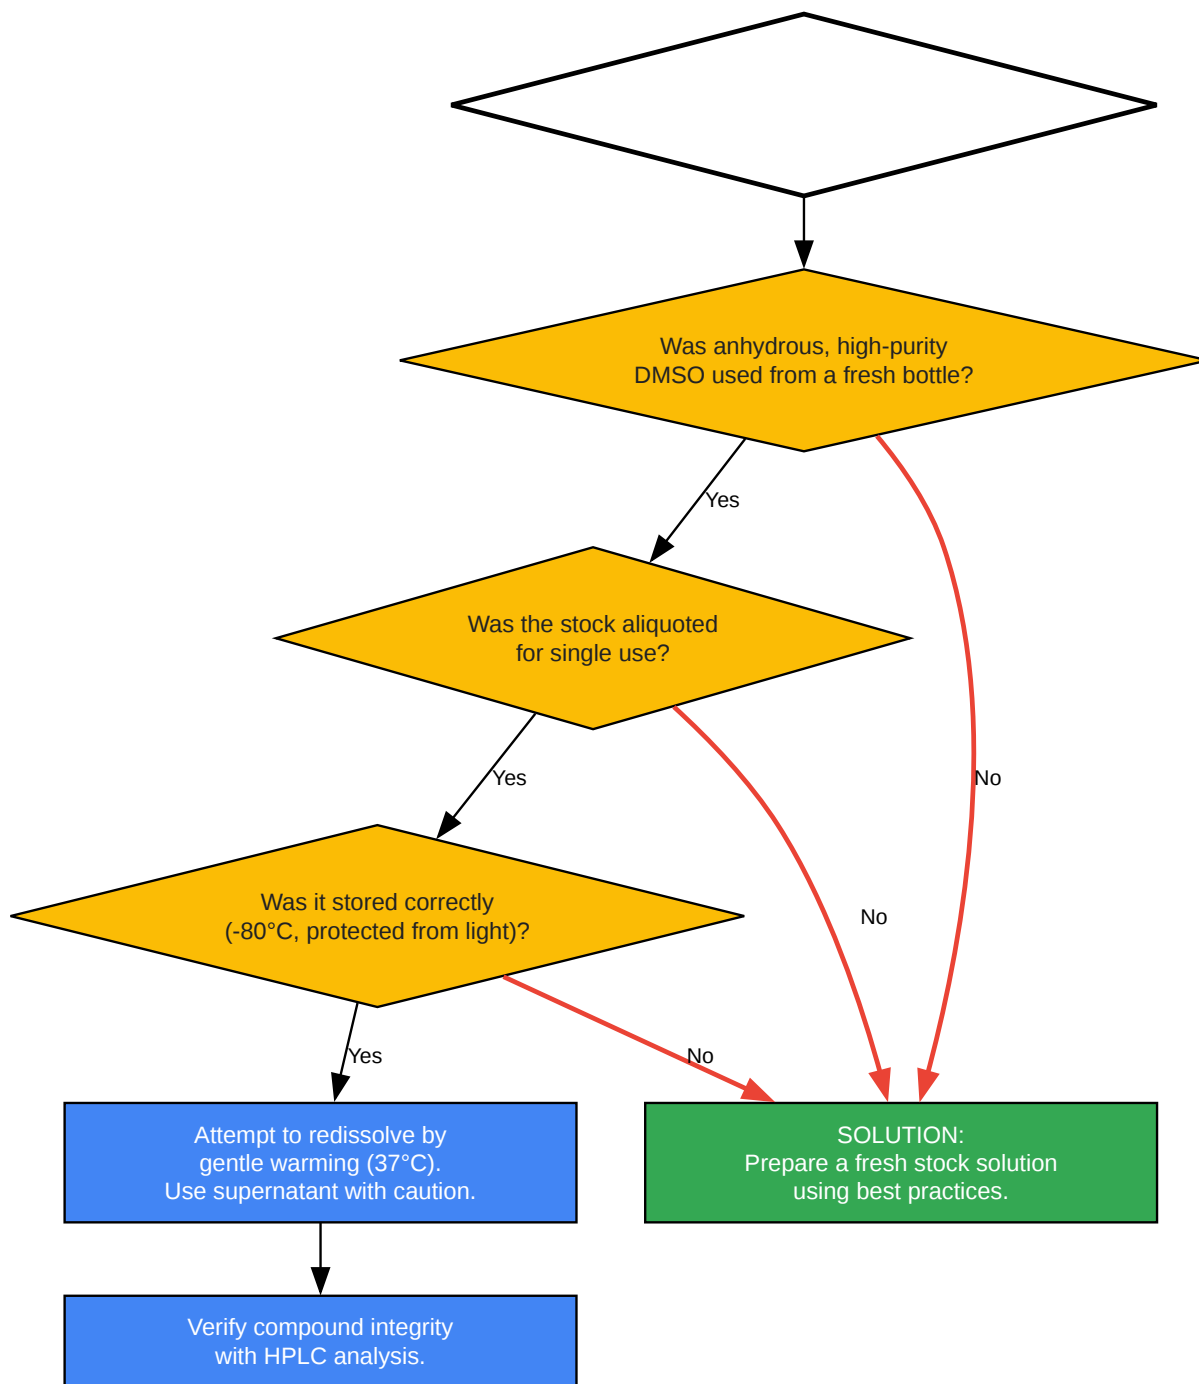 Was anhydrous, high-purity
DMSO used from a fresh bottle?
Yes
Was the stock aliquoted
for single use?
Yes
No
Was it stored correctly
(-80°C, protected from light)?
No
Yes
No
Attempt to redissolve by
gentle warming (37°C).
Use supernatant with caution.
SOLUTION:
Prepare a fresh stock solution
using best practices.
Verify compound integrity
with HPLC analysis.